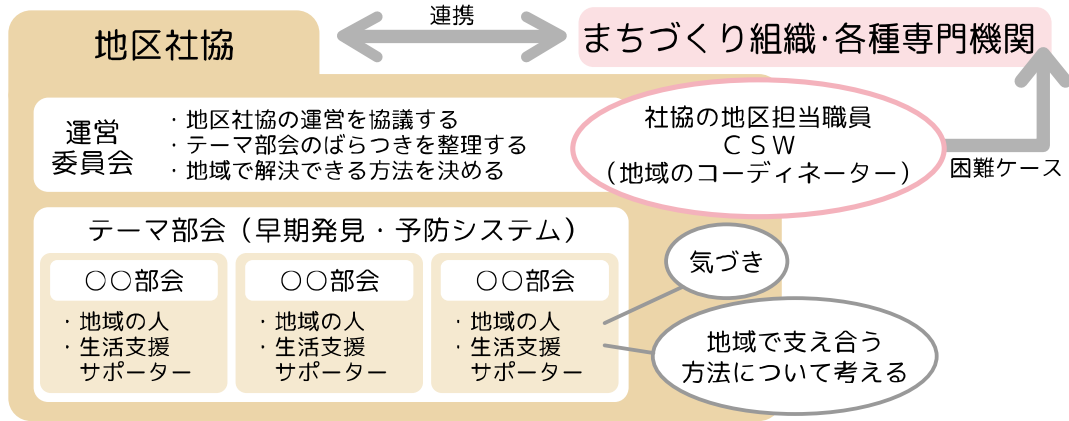 地区社協
連携
まちづくり組織・各種専門機関
運営
委員会
・地区社協の運営を協議する
・テーマ部会のばらつきを整理する
・地域で解決できる方法を決める
社協の地区担当職員
ＣＳＷ
（地域のコーディネーター）
困難ケース
テーマ部会（早期発見・予防システム）
〇〇部会
・地域の人
・生活支援
サポーター
〇〇部会
・地域の人
・生活支援
サポーター
〇〇部会
・地域の人
・生活支援
サポーター
気づき
地域で支え合う
方法について考える